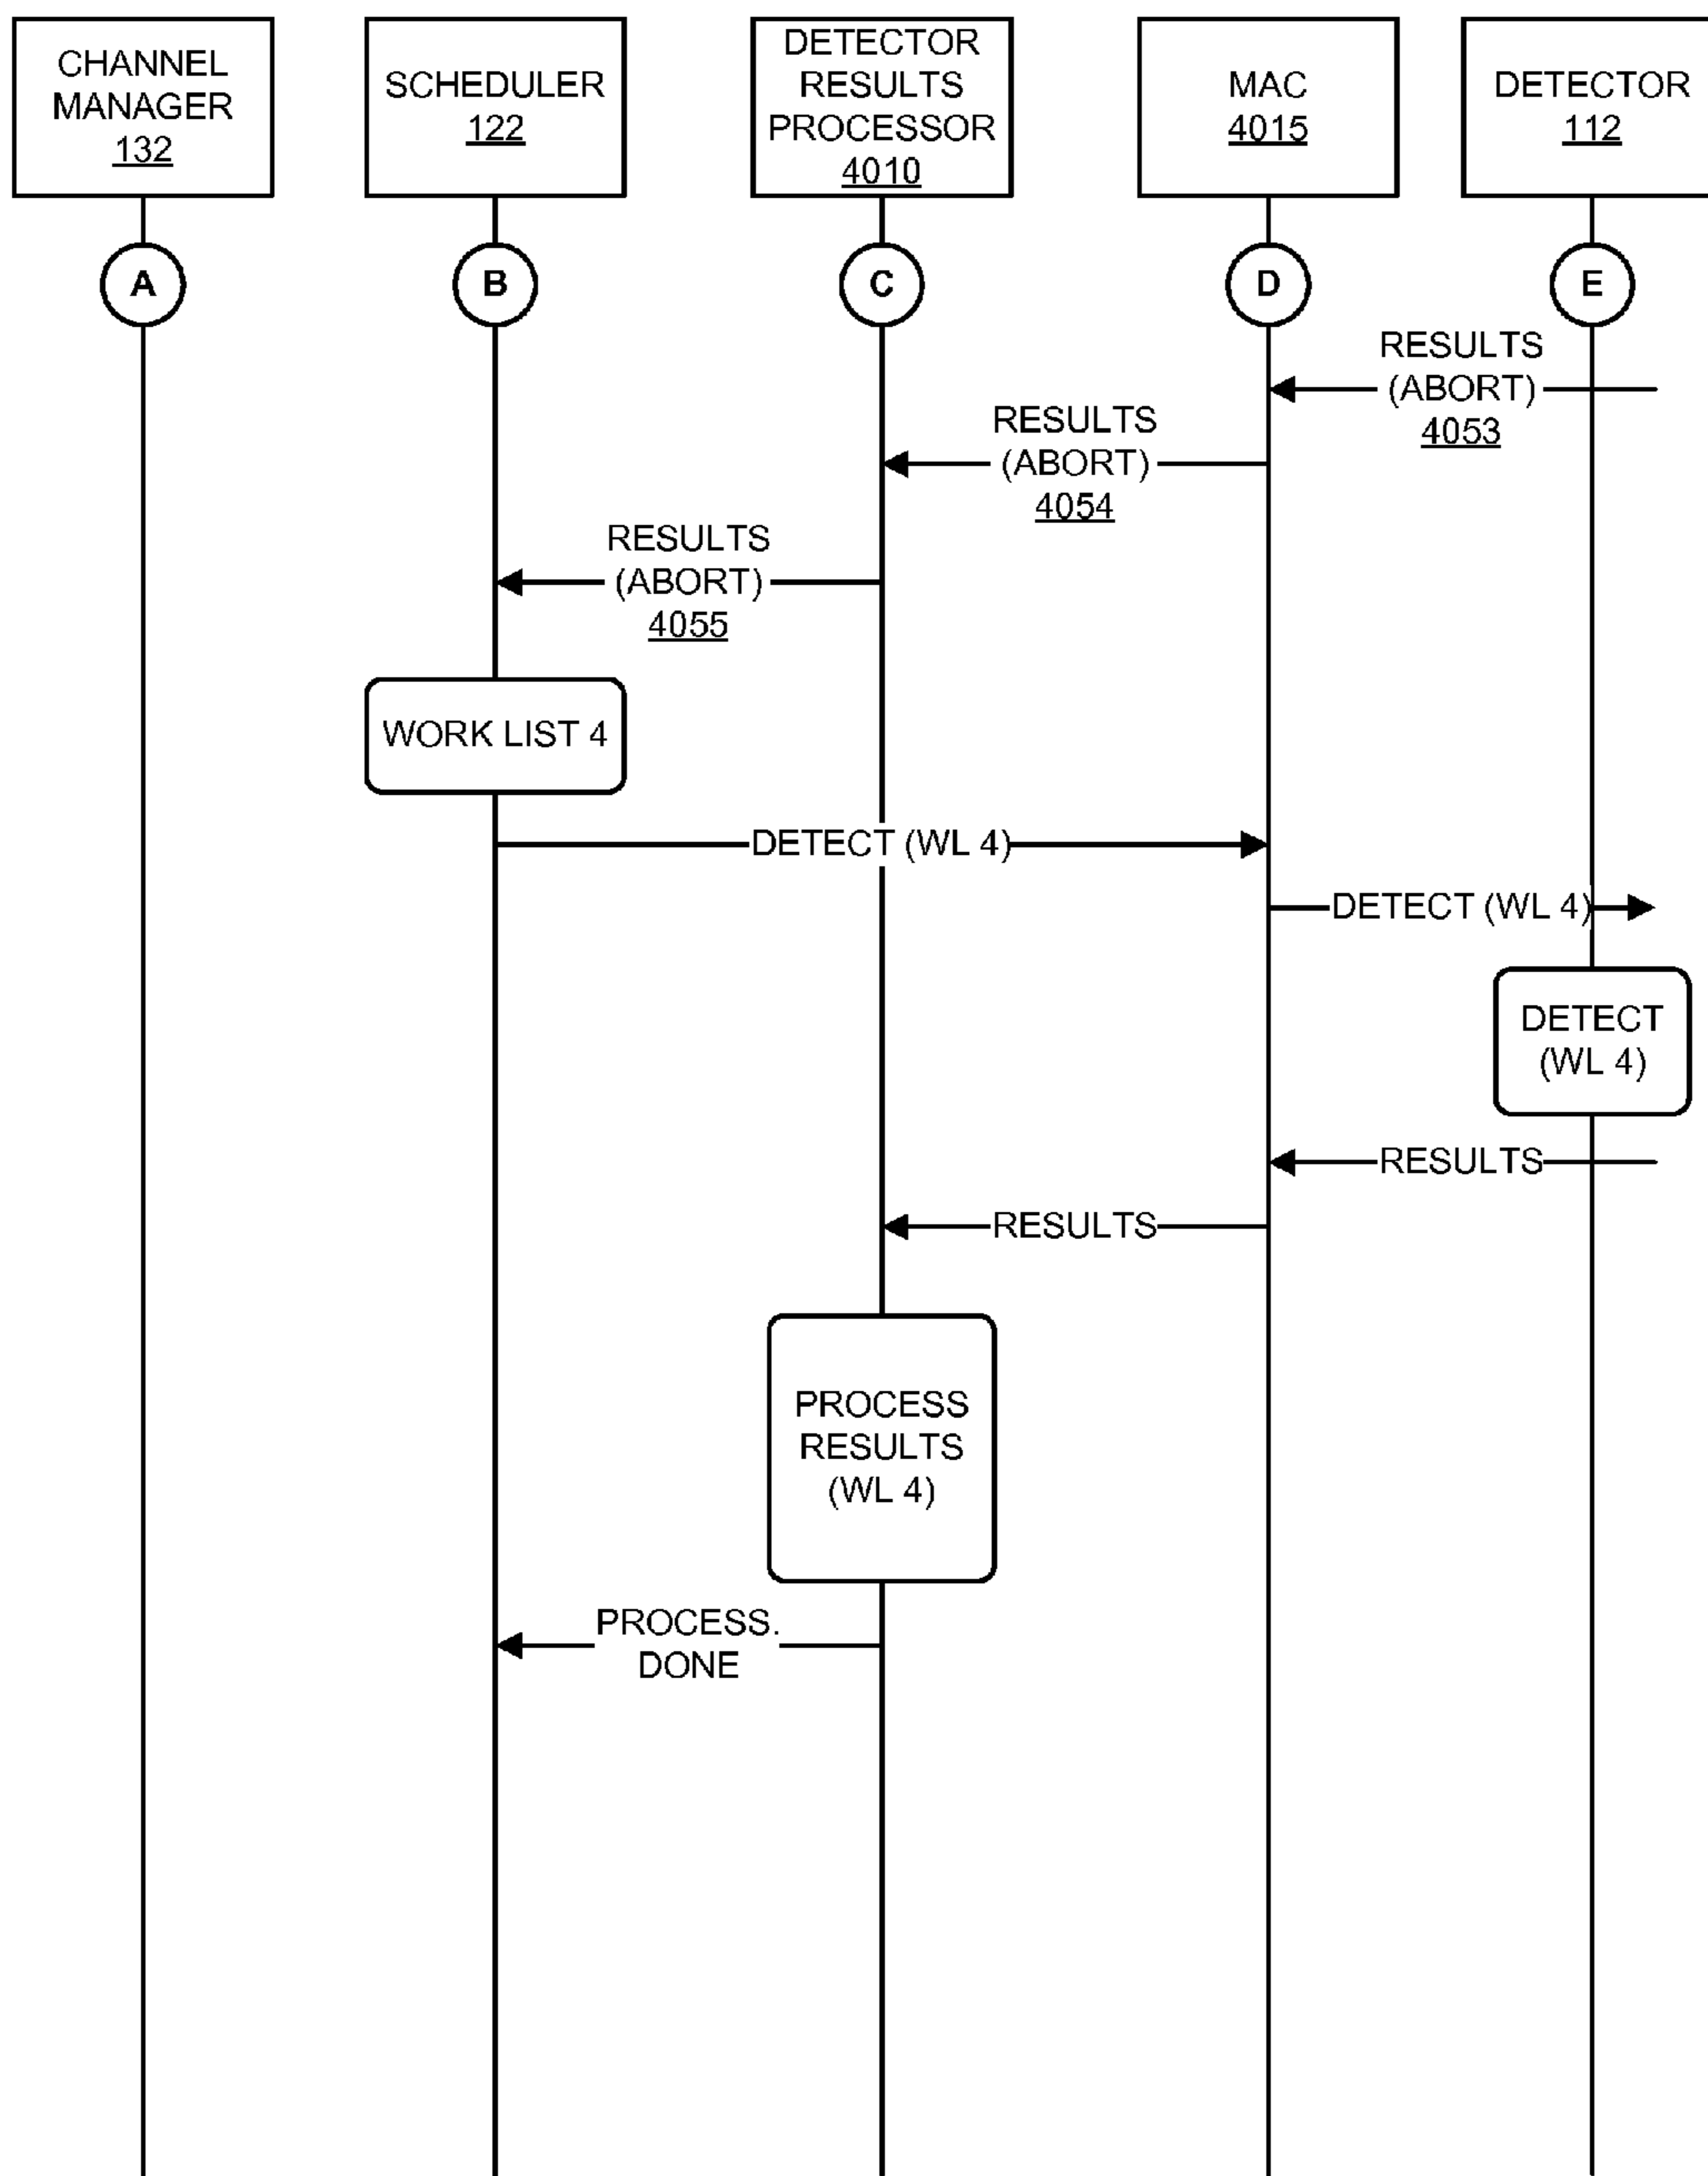 CHANNEL
MANAGER
132
SCHEDULER
122
DETECTOR
RESULTS
PROCESSOR
4010
MAC
4015
DETECTOR
112
A
B
C
D
E
RESULTS
(ABORT)
4053
RESULTS
(ABORT)
4054
RESULTS
(ABORT)
4055
WORK LIST 4
DETECT (WL 4)
DETECT (WL 4)
DETECT
(WL 4)
RESULTS
RESULTS
PROCESS
RESULTS
(WL 4)
PROCESS.
DONE